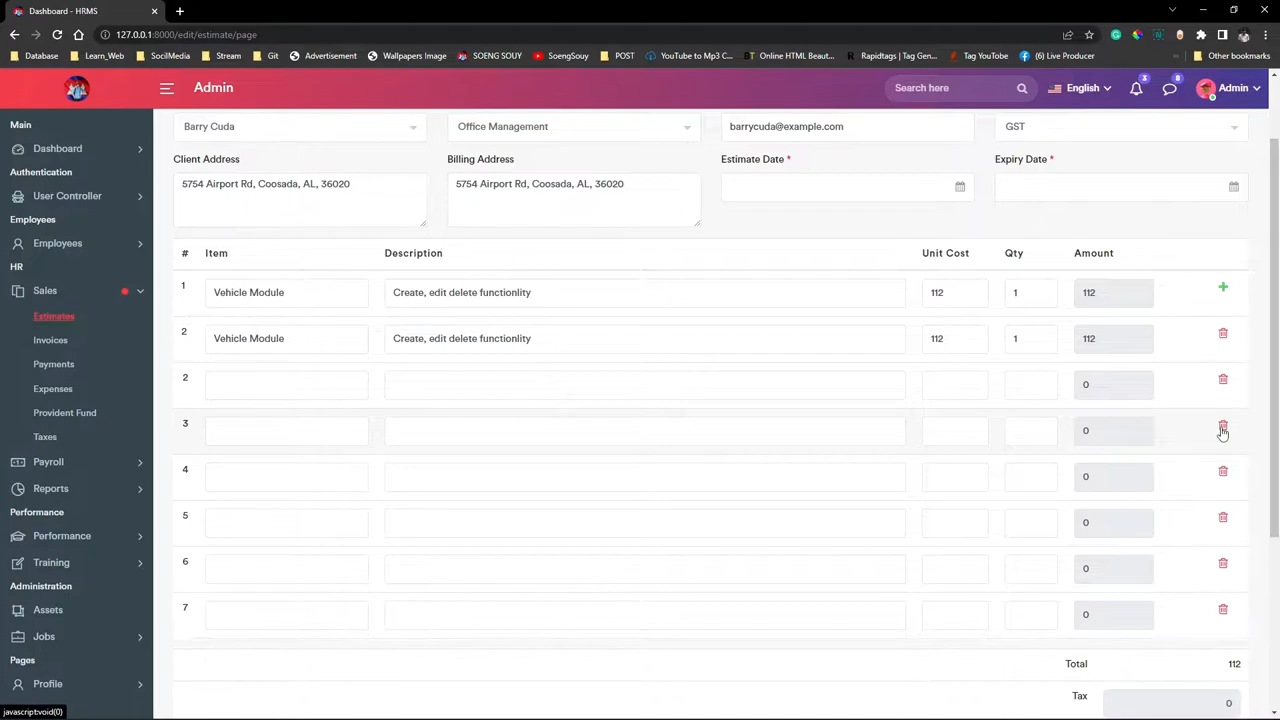 Dashboard - HRMS
127.0.0.1:8000/edit/estimate/page
Database
Learn_Web
SocilMedia
Stream
Git
Advertisement
Wallpapers Image
SOENG SOUY
SoengSouy
POST
YouTube to Mp3 C...
Online HTML Beaut...
Rapidtags | Tag Gen...
Tag YouTube
(6) Live Producer
Other bookmarks
Admin
Search here
English
3
8
Admin
Main
Dashboard
Authentication
User Controller
Employees
Employees
HR
Sales
Estimates
Invoices
Payments
Expenses
Provident Fund
Taxes
Payroll
Reports
Performance
Performance
Training
Administration
Assets
Jobs
Pages
Profile
javascript:void(0)
Barry Cuda
Office Management
barrycuda@example.com
GST
Client Address
Billing Address
Estimate Date *
Expiry Date *
5754 Airport Rd, Coosada, AL, 36020
5754 Airport Rd, Coosada, AL, 36020
# Item Description Unit Cost Qty Amount
1 Vehicle Module Create, edit delete functionlity 112 1 112
2 Vehicle Module Create, edit delete functionlity 112 1 112
2 0
3 0
4 0
5 0
6 0
7 0
Total 112
Tax 0